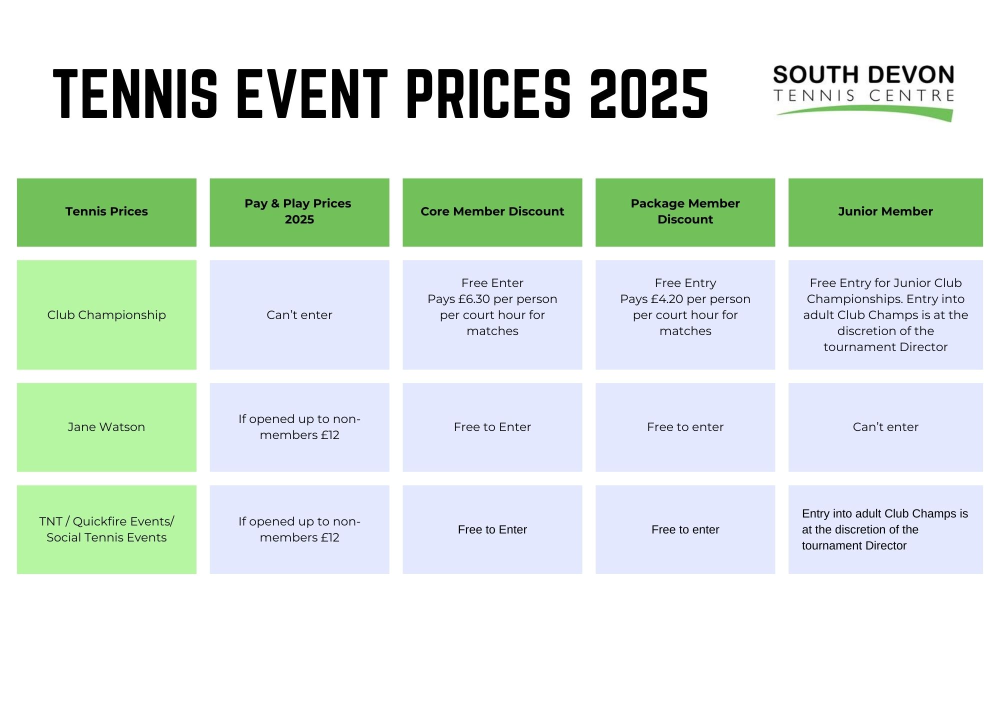 TENNIS EVENT PRICES 2025
SOUTH DEVON
TENNIS CENTRE
Tennis Prices
Pay & Play Prices
2025
Core Member Discount
Package Member
Discount
Junior Member
Club Championship
Can’t enter
Free Enter
Pays £6.30 per person
per court hour for
matches
Free Entry
Pays £4.20 per person
per court hour for
matches
Free Entry for Junior Club
Championships. Entry into
adult Club Champs is at the
discretion of the
tournament Director
Jane Watson
If opened up to non-
members £12
Free to Enter
Free to enter
Can’t enter
TNT / Quickfire Events/
Social Tennis Events
If opened up to non-
members £12
Free to Enter
Free to enter
Entry into adult Club Champs is
at the discretion of the
tournament Director